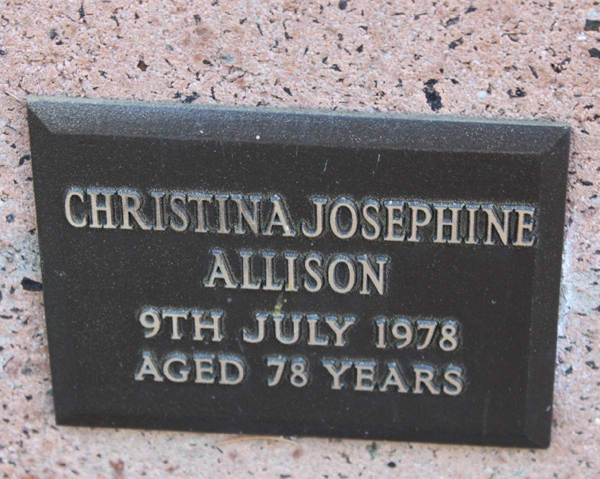 CHRISTINA JOSEPHINE
ALLISON
9TH JULY 1978
AGED 78 YEARS